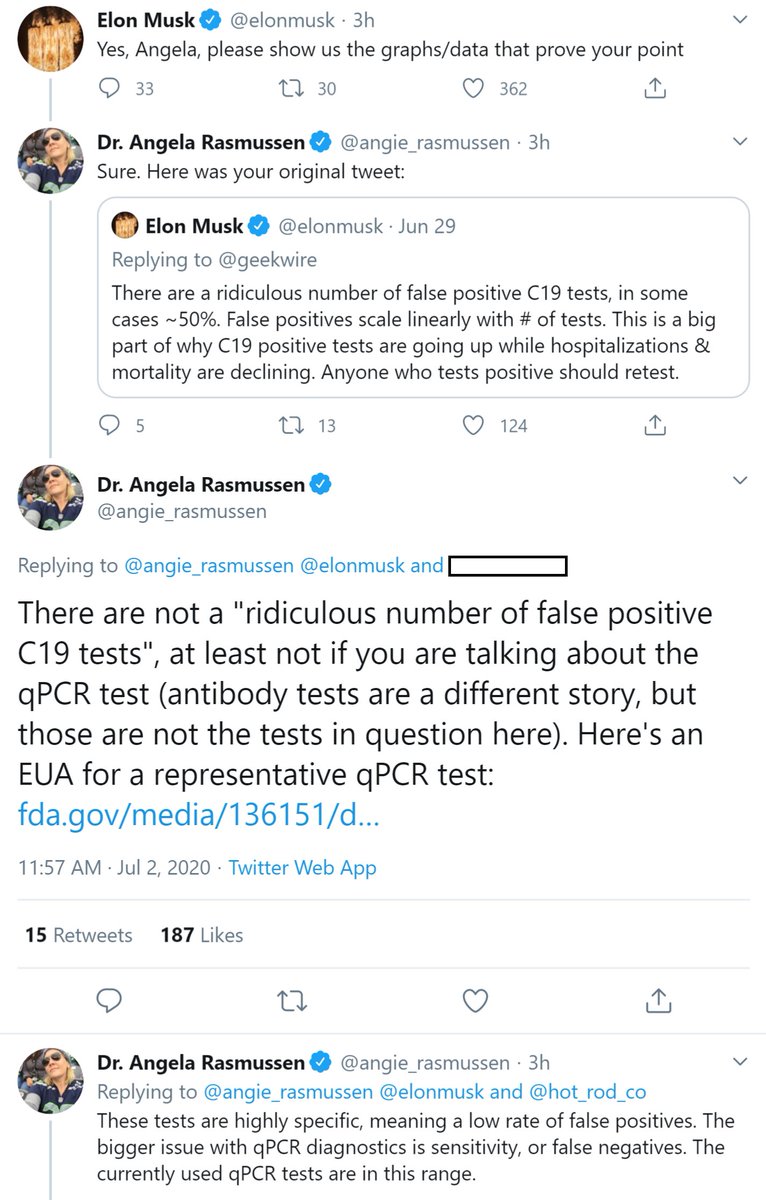 Elon Musk @elonmusk · 3h
Yes, Angela, please show us the graphs/data that prove your point
33 30 362
Dr. Angela Rasmussen @angie_rasmussen · 3h
Sure. Here was your original tweet:
Elon Musk @elonmusk · Jun 29
Replying to @geekwire
There are a ridiculous number of false positive C19 tests, in some
cases ~50%. False positives scale linearly with # of tests. This is a big
part of why C19 positive tests are going up while hospitalizations &
mortality are declining. Anyone who tests positive should retest.
5 13 124
Dr. Angela Rasmussen
@angie_rasmussen
Replying to @angie_rasmussen @elonmusk and
There are not a "ridiculous number of false positive
C19 tests", at least not if you are talking about the
qPCR test (antibody tests are a different story, but
those are not the tests in question here). Here's an
EUA for a representative qPCR test:
fda.gov/media/136151/d...
11:57 AM · Jul 2, 2020 · Twitter Web App
15 Retweets 187 Likes
Dr. Angela Rasmussen @angie_rasmussen · 3h
Replying to @angie_rasmussen @elonmusk and @hot_rod_co
These tests are highly specific, meaning a low rate of false positives. The
bigger issue with qPCR diagnostics is sensitivity, or false negatives. The
currently used qPCR tests are in this range.